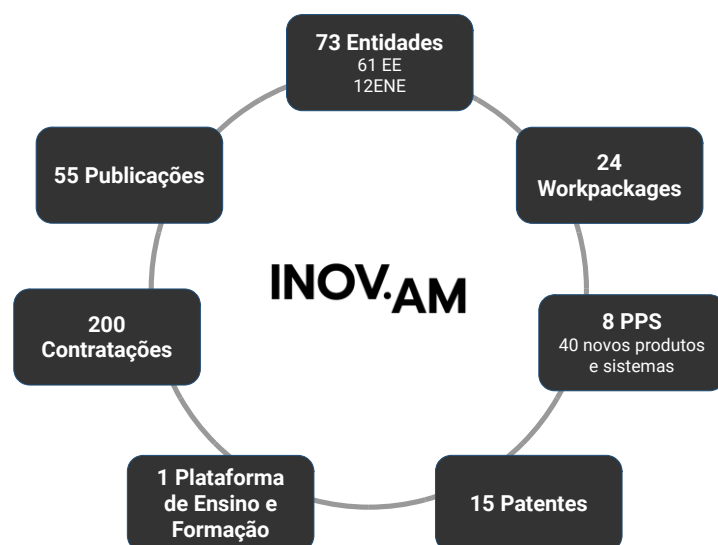 73 Entidades
61 EE
12ENE
24
Workpackages
8 PPS
40 novos produtos
e sistemas
15 Patentes
1 Plataforma
de Ensino e
Formação
200
Contratações
55 Publicações
INOV.AM